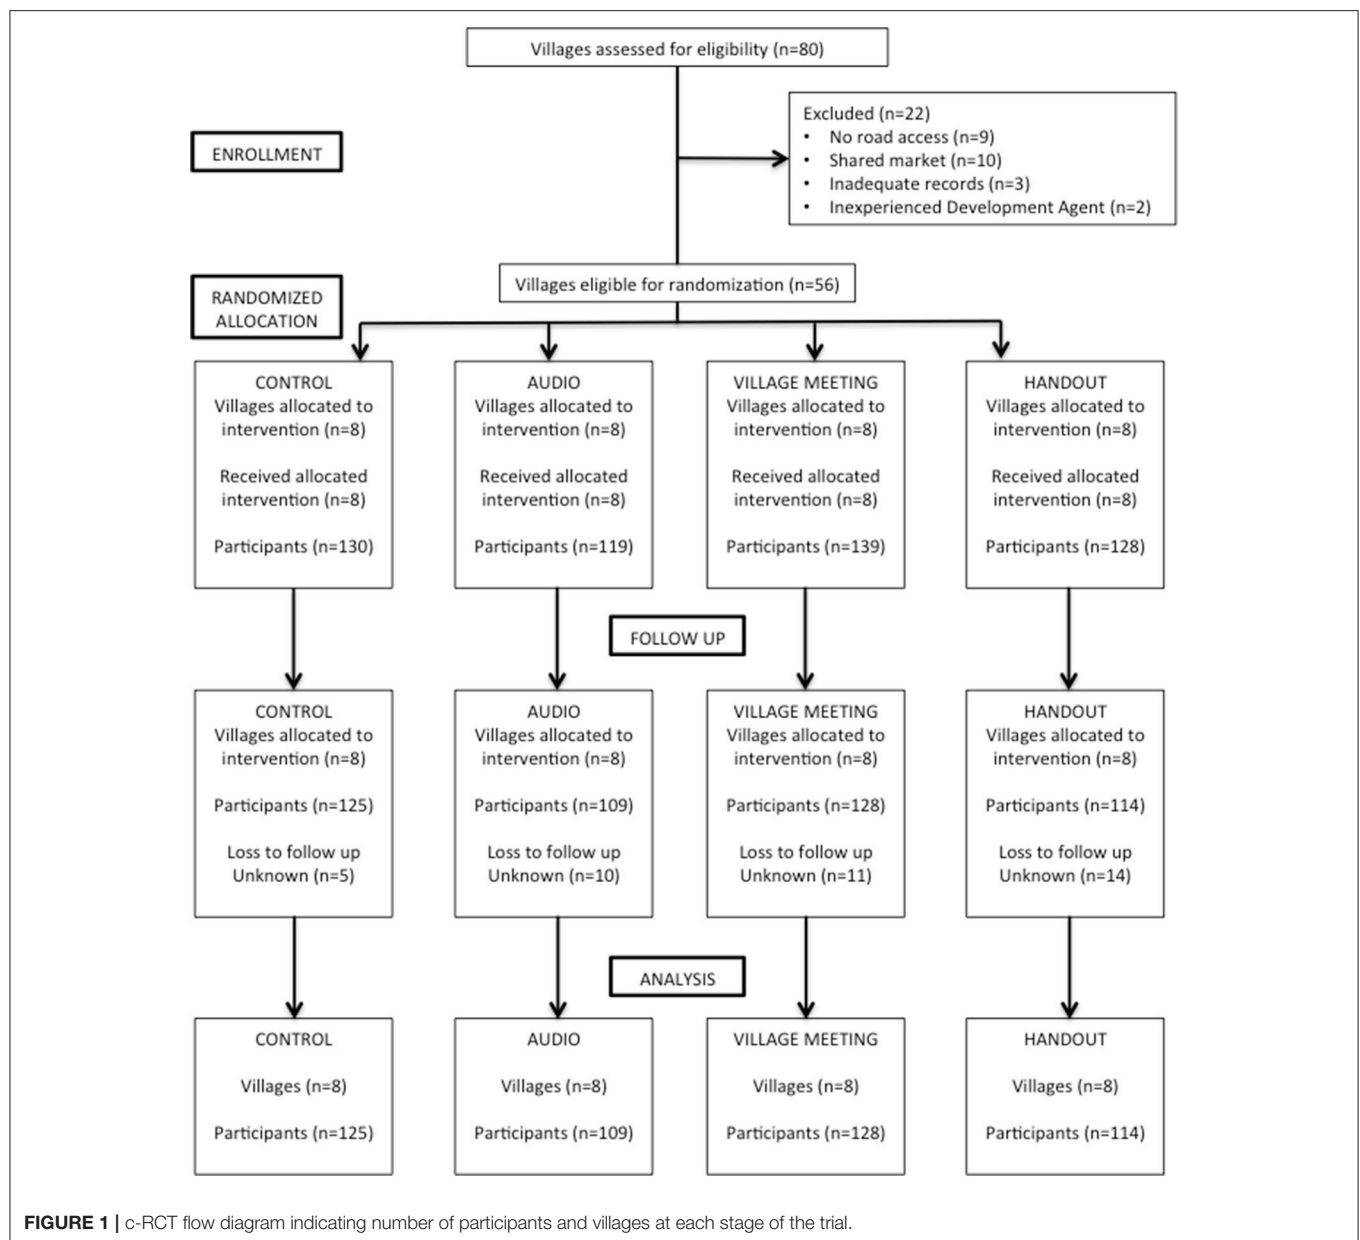 Villages assessed for eligibility (n=80)
Excluded (n=22)
• No road access (n=9)
• Shared market (n=10)
• Inadequate records (n=3)
• Inexperienced Development Agent (n=2)
ENROLLMENT
Villages eligible for randomization (n=56)
RANDOMIZED
ALLOCATION
CONTROL
Villages allocated to
intervention (n=8)
Received allocated
intervention (n=8)
Participants (n=130)
AUDIO
Villages allocated to
intervention (n=8)
Received allocated
intervention (n=8)
Participants (n=119)
VILLAGE MEETING
Villages allocated to
intervention (n=8)
Received allocated
intervention (n=8)
Participants (n=139)
HANDOUT
Villages allocated to
intervention (n=8)
Received allocated
intervention (n=8)
Participants (n=128)
FOLLOW UP
CONTROL
Villages allocated to
intervention (n=8)
Participants (n=125)
Loss to follow up
Unknown (n=5)
AUDIO
Villages allocated to
intervention (n=8)
Participants (n=109)
Loss to follow up
Unknown (n=10)
VILLAGE MEETING
Villages allocated to
intervention (n=8)
Participants (n=128)
Loss to follow up
Unknown (n=11)
HANDOUT
Villages allocated to
intervention (n=8)
Participants (n=114)
Loss to follow up
Unknown (n=14)
ANALYSIS
CONTROL
Villages (n=8)
Participants (n=125)
AUDIO
Villages (n=8)
Participants (n=109)
VILLAGE MEETING
Villages (n=8)
Participants (n=128)
HANDOUT
Villages (n=8)
Participants (n=114)
FIGURE 1 | c-RCT flow diagram indicating number of participants and villages at each stage of the trial.